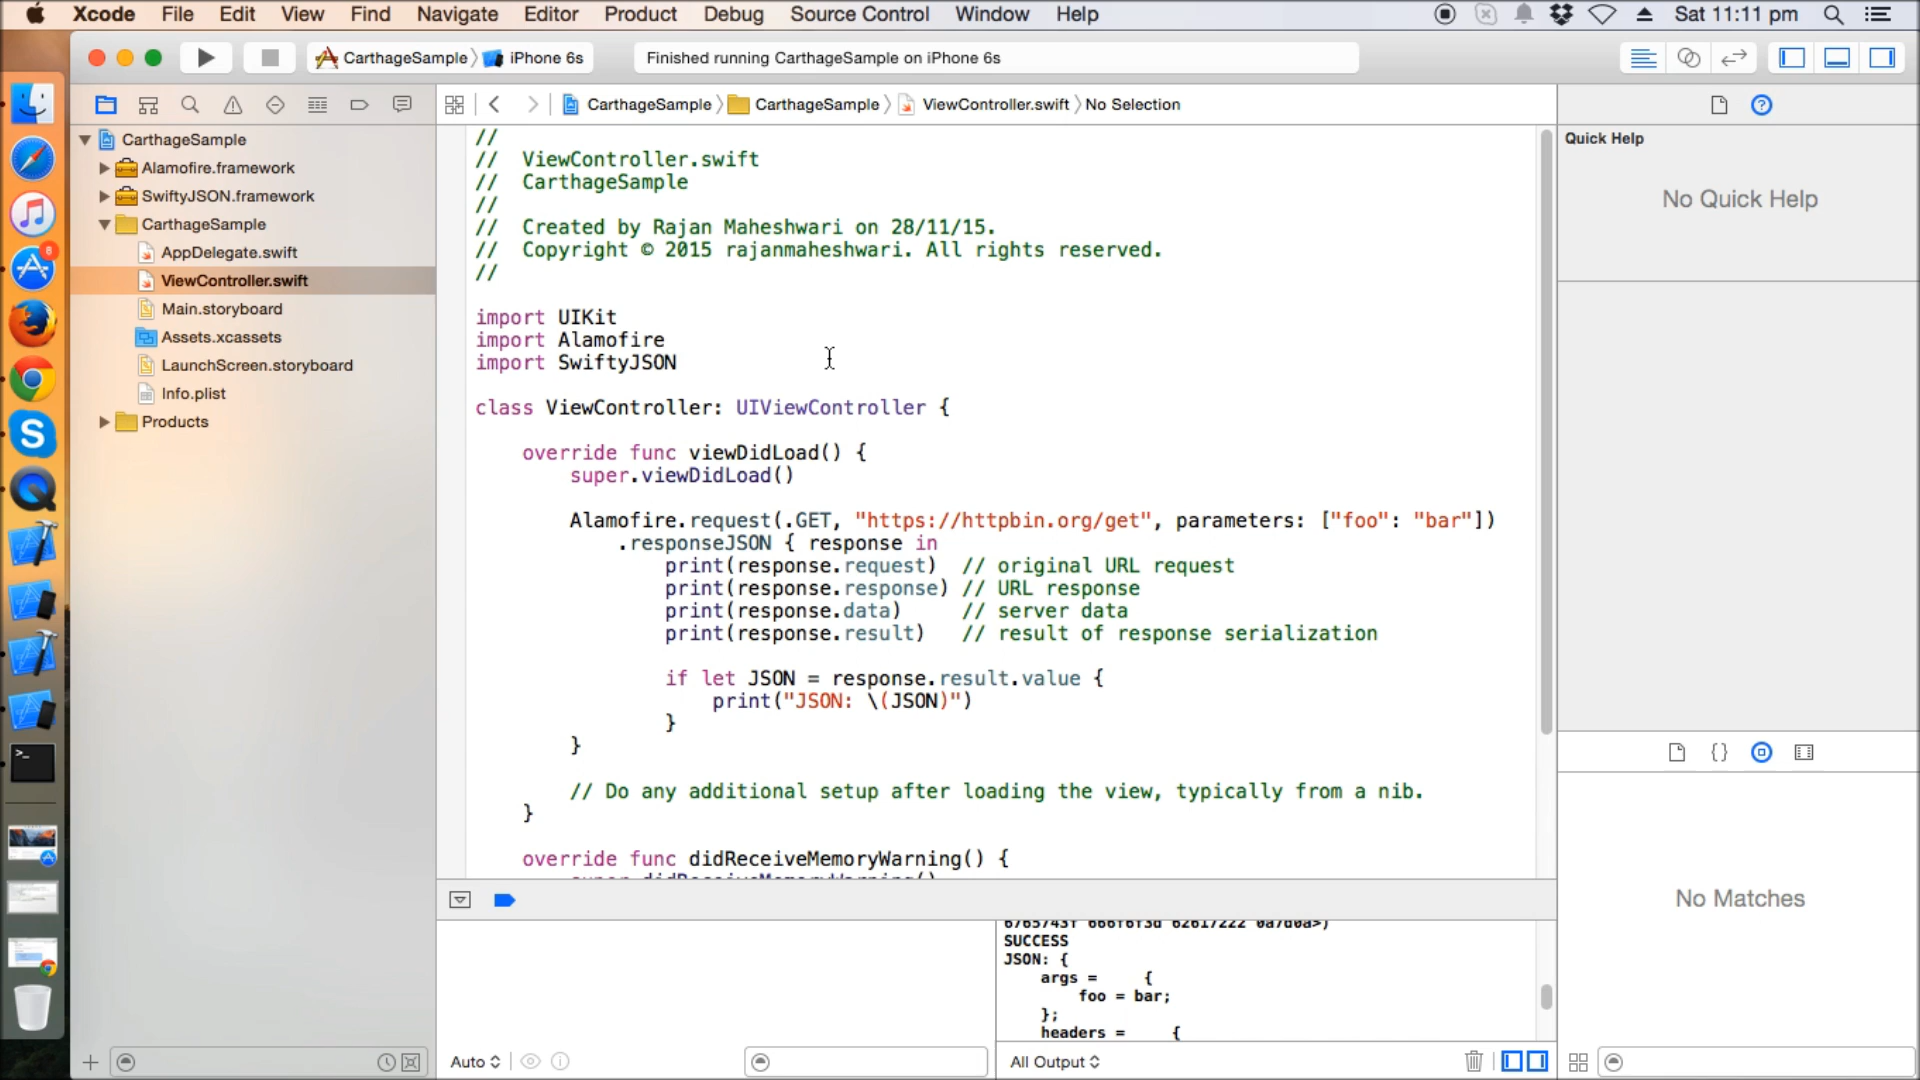 Xcode File Edit View Find Navigate Editor Product Debug Source Control Window Help Sat 11:11 pm
CarthageSample iPhone 6s Finished running CarthageSample on iPhone 6s
CarthageSample CarthageSample ViewController.swift No Selection
CarthageSample
Alamofire.framework
SwiftyJSON.framework
CarthageSample
AppDelegate.swift
ViewController.swift
Main.storyboard
Assets.xcassets
LaunchScreen.storyboard
Info.plist
Products
//
// ViewController.swift
// CarthageSample
//
// Created by Rajan Maheshwari on 28/11/15.
// Copyright © 2015 rajanmaheshwari. All rights reserved.
//
import UIKit
import Alamofire
import SwiftyJSON
class ViewController: UIViewController {
override func viewDidLoad() {
super.viewDidLoad()
Alamofire.request(.GET, "https://httpbin.org/get", parameters: ["foo": "bar"])
.responseJSON { response in
print(response.request) // original URL request
print(response.response) // URL response
print(response.data) // server data
print(response.result) // result of response serialization
if let JSON = response.result.value {
print("JSON: \(JSON)")
}
}
// Do any additional setup after loading the view, typically from a nib.
}
override func didReceiveMemoryWarning() {
super.didReceiveMemoryWarning()
6765743f 666f6f3d 62617222 0a7d0a>)
SUCCESS
JSON: {
args = {
foo = bar;
};
headers = {
Auto
All Output
Quick Help
No Quick Help
No Matches
8